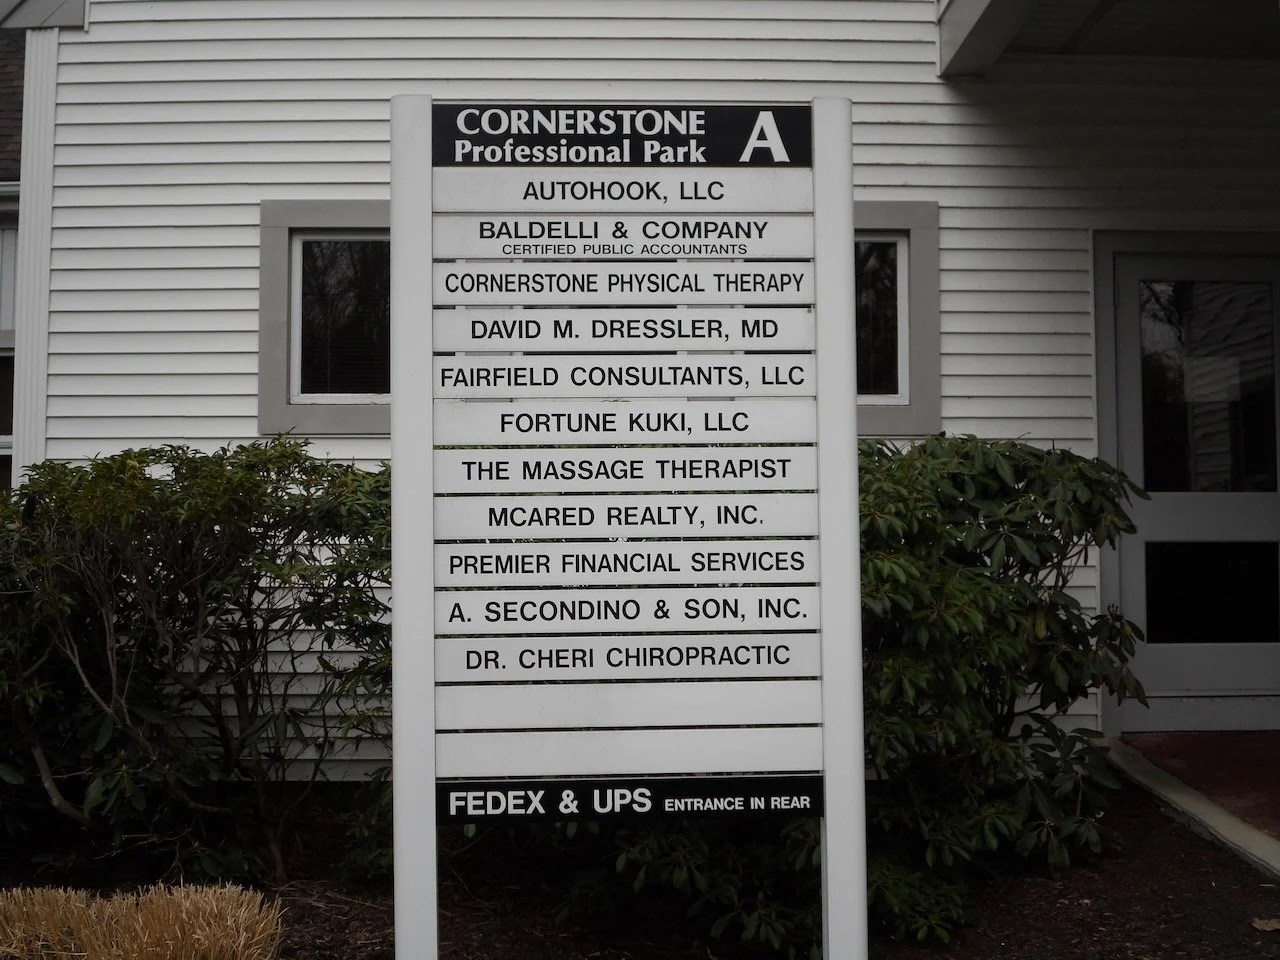 CORNERSTONE
Professional Park
A
AUTOHOOK, LLC
BALDELLI & COMPANY
CERTIFIED PUBLIC ACCOUNTANTS
CORNERSTONE PHYSICAL THERAPY
DAVID M. DRESSLER, MD
FAIRFIELD CONSULTANTS, LLC
FORTUNE KUKI, LLC
THE MASSAGE THERAPIST
MCARED REALTY, INC.
PREMIER FINANCIAL SERVICES
A. SECONDINO & SON, INC.
DR. CHERI CHIROPRACTIC
FEDEX & UPS ENTRANCE IN REAR